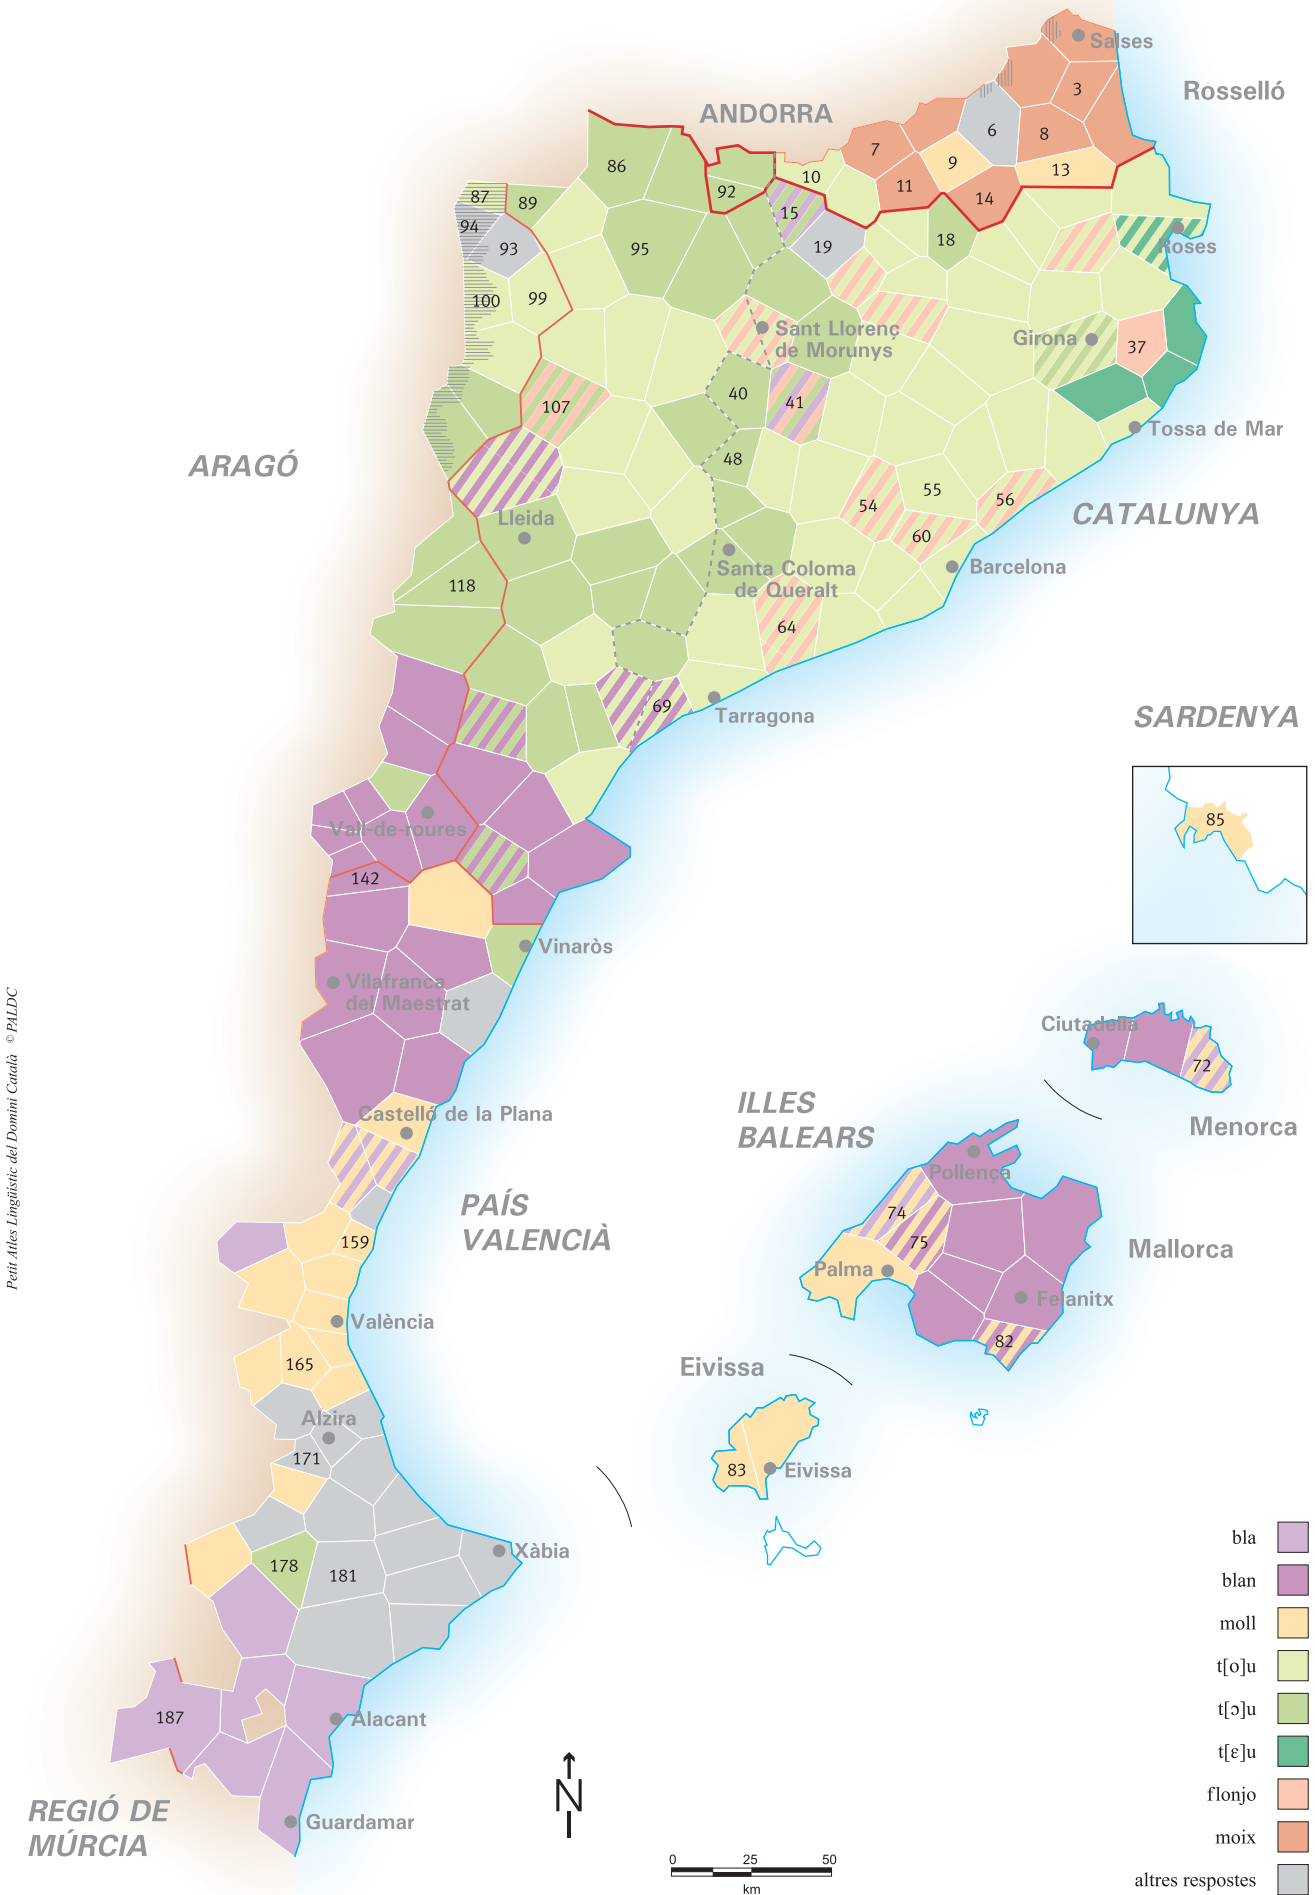 Salses
3
Rosselló
ANDORRA
6
8
7
9
13
86
10
11
14
87
89
92
15
94
93
95
19
18
Roses
100
99
Sant Llorenç
de Morunys
Girona
37
40
41
107
Tossa de Mar
ARAGÓ
48
54
55
56
CATALUNYA
Lleida
60
Santa Coloma
de Queralt
Barcelona
118
64
69
Tarragona
SARDENYA
85
Vall-de-roures
142
Vinaròs
Vilafranca
del Maestrat
Ciutadella
72
Menorca
Castelló de la Plana
ILLES
BALEARS
Pollença
PAÍS
VALENCIÀ
74
75
159
Mallorca
Palma
Felanitx
València
82
165
Eivissa
Alzira
171
83
Eivissa
Xàbia
178
181
187
Alacant
Guardamar
REGIÓ DE
MÚRCIA
N
0 25 50
km
bla
blan
moll
t[o]u
t[ɔ]u
t[ɛ]u
flonjo
moix
altres respostes
Petit Atles Lingüístic del Domini Català © PALDC